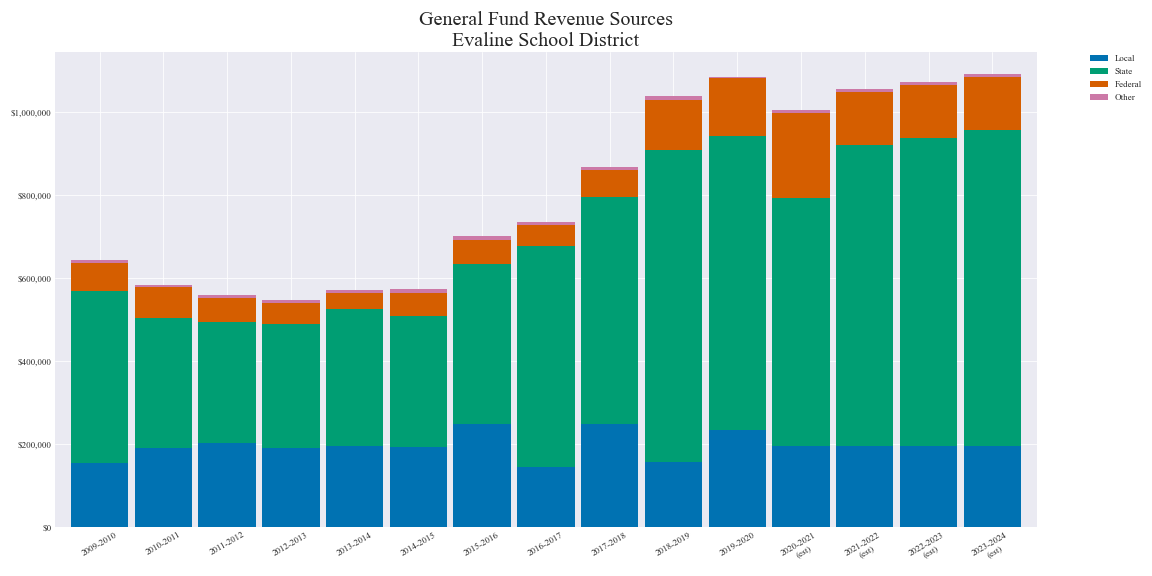 General Fund Revenue Sources
Evaline School District
Local
State
Federal
Other
$1,000,000
$800,000
$600,000
$400,000
$200,000
$0
2009-2010
2010-2011
2011-2012
2012-2013
2013-2014
2014-2015
2015-2016
2016-2017
2017-2018
2018-2019
2019-2020
2020-2021
(est)
2021-2022
(est)
2022-2023
(est)
2023-2024
(est)